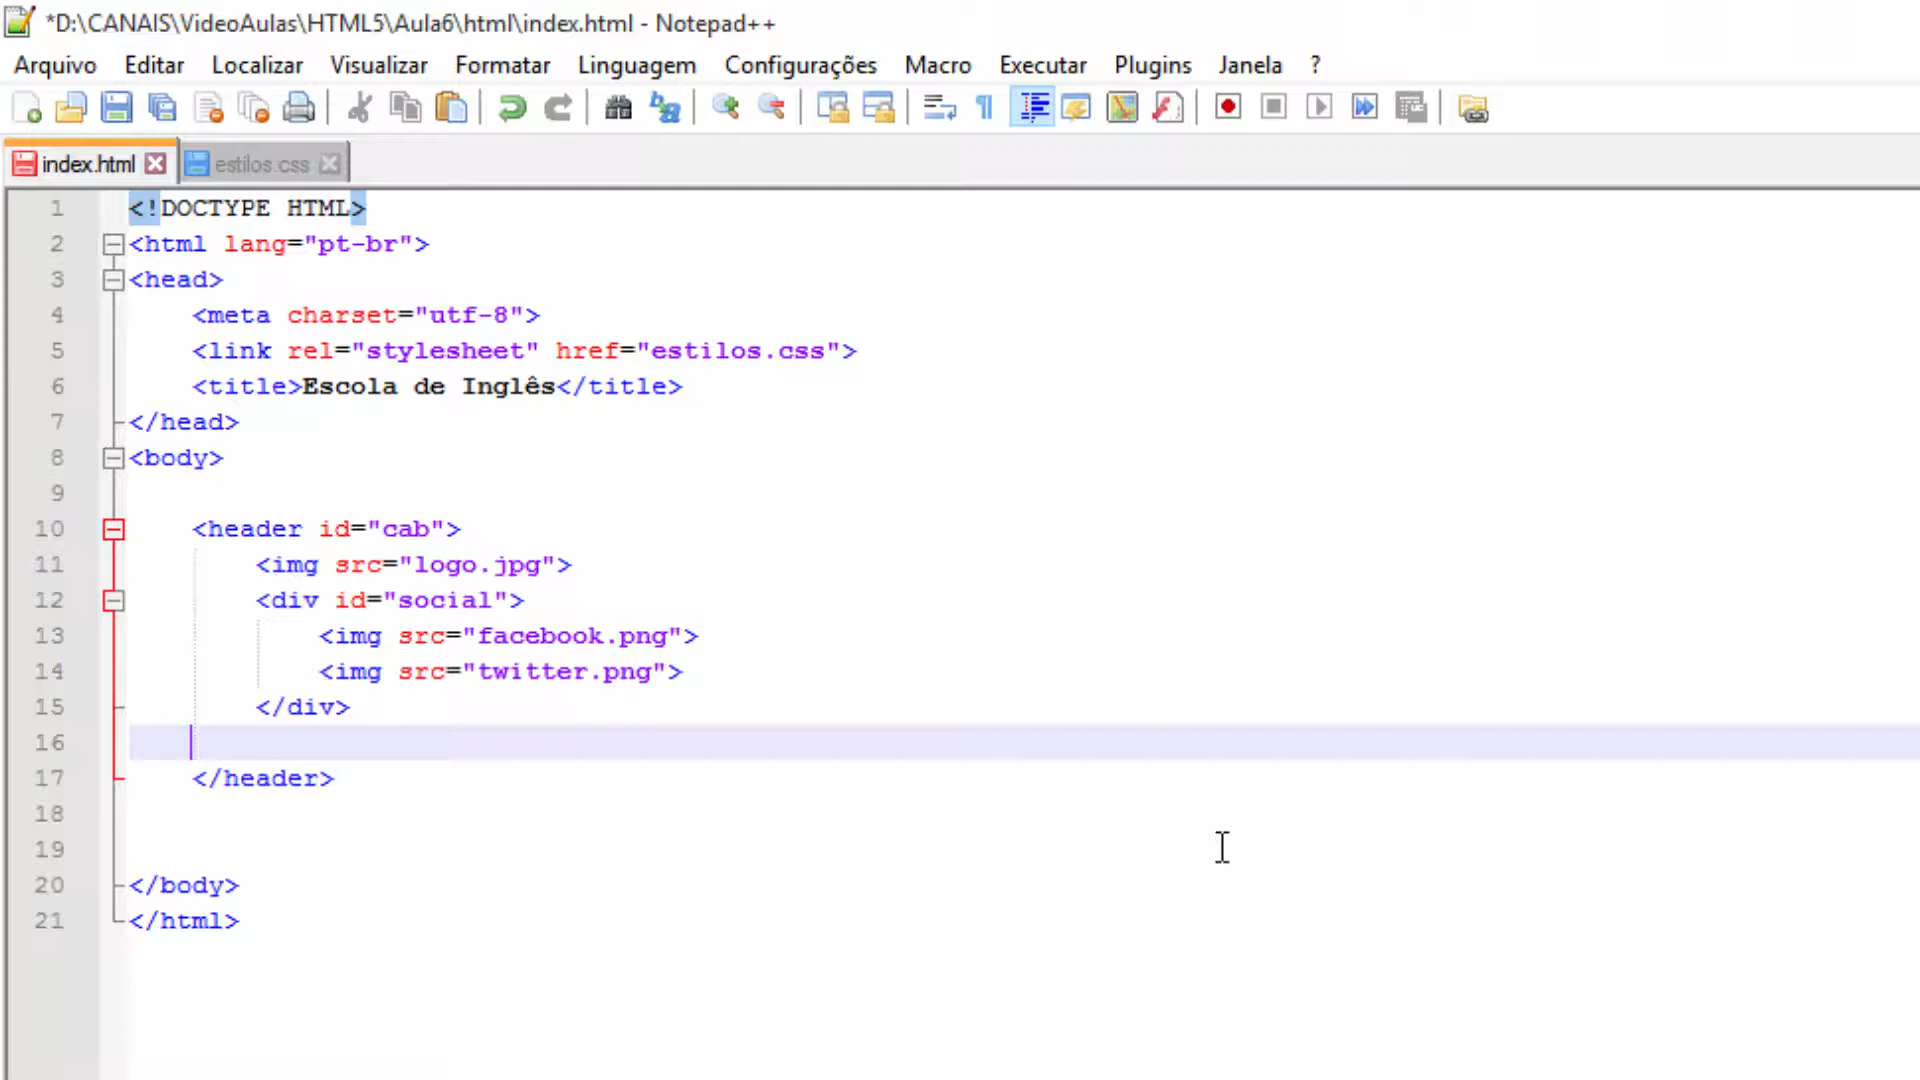 *D:\CANAIS\VideoAulas\HTML5\Aula6\html\index.html - Notepad++
Arquivo Editar Localizar Visualizar Formatar Linguagem Configurações Macro Executar Plugins Janela ?
index.html estilos.css
1 <!DOCTYPE HTML>
2 <html lang="pt-br">
3 <head>
4 <meta charset="utf-8">
5 <link rel="stylesheet" href="estilos.css">
6 <title>Escola de Inglês</title>
7 </head>
8 <body>
9
10 <header id="cab">
11 <img src="logo.jpg">
12 <div id="social">
13 <img src="facebook.png">
14 <img src="twitter.png">
15 </div>
16
17 </header>
18
19
20 </body>
21 </html>